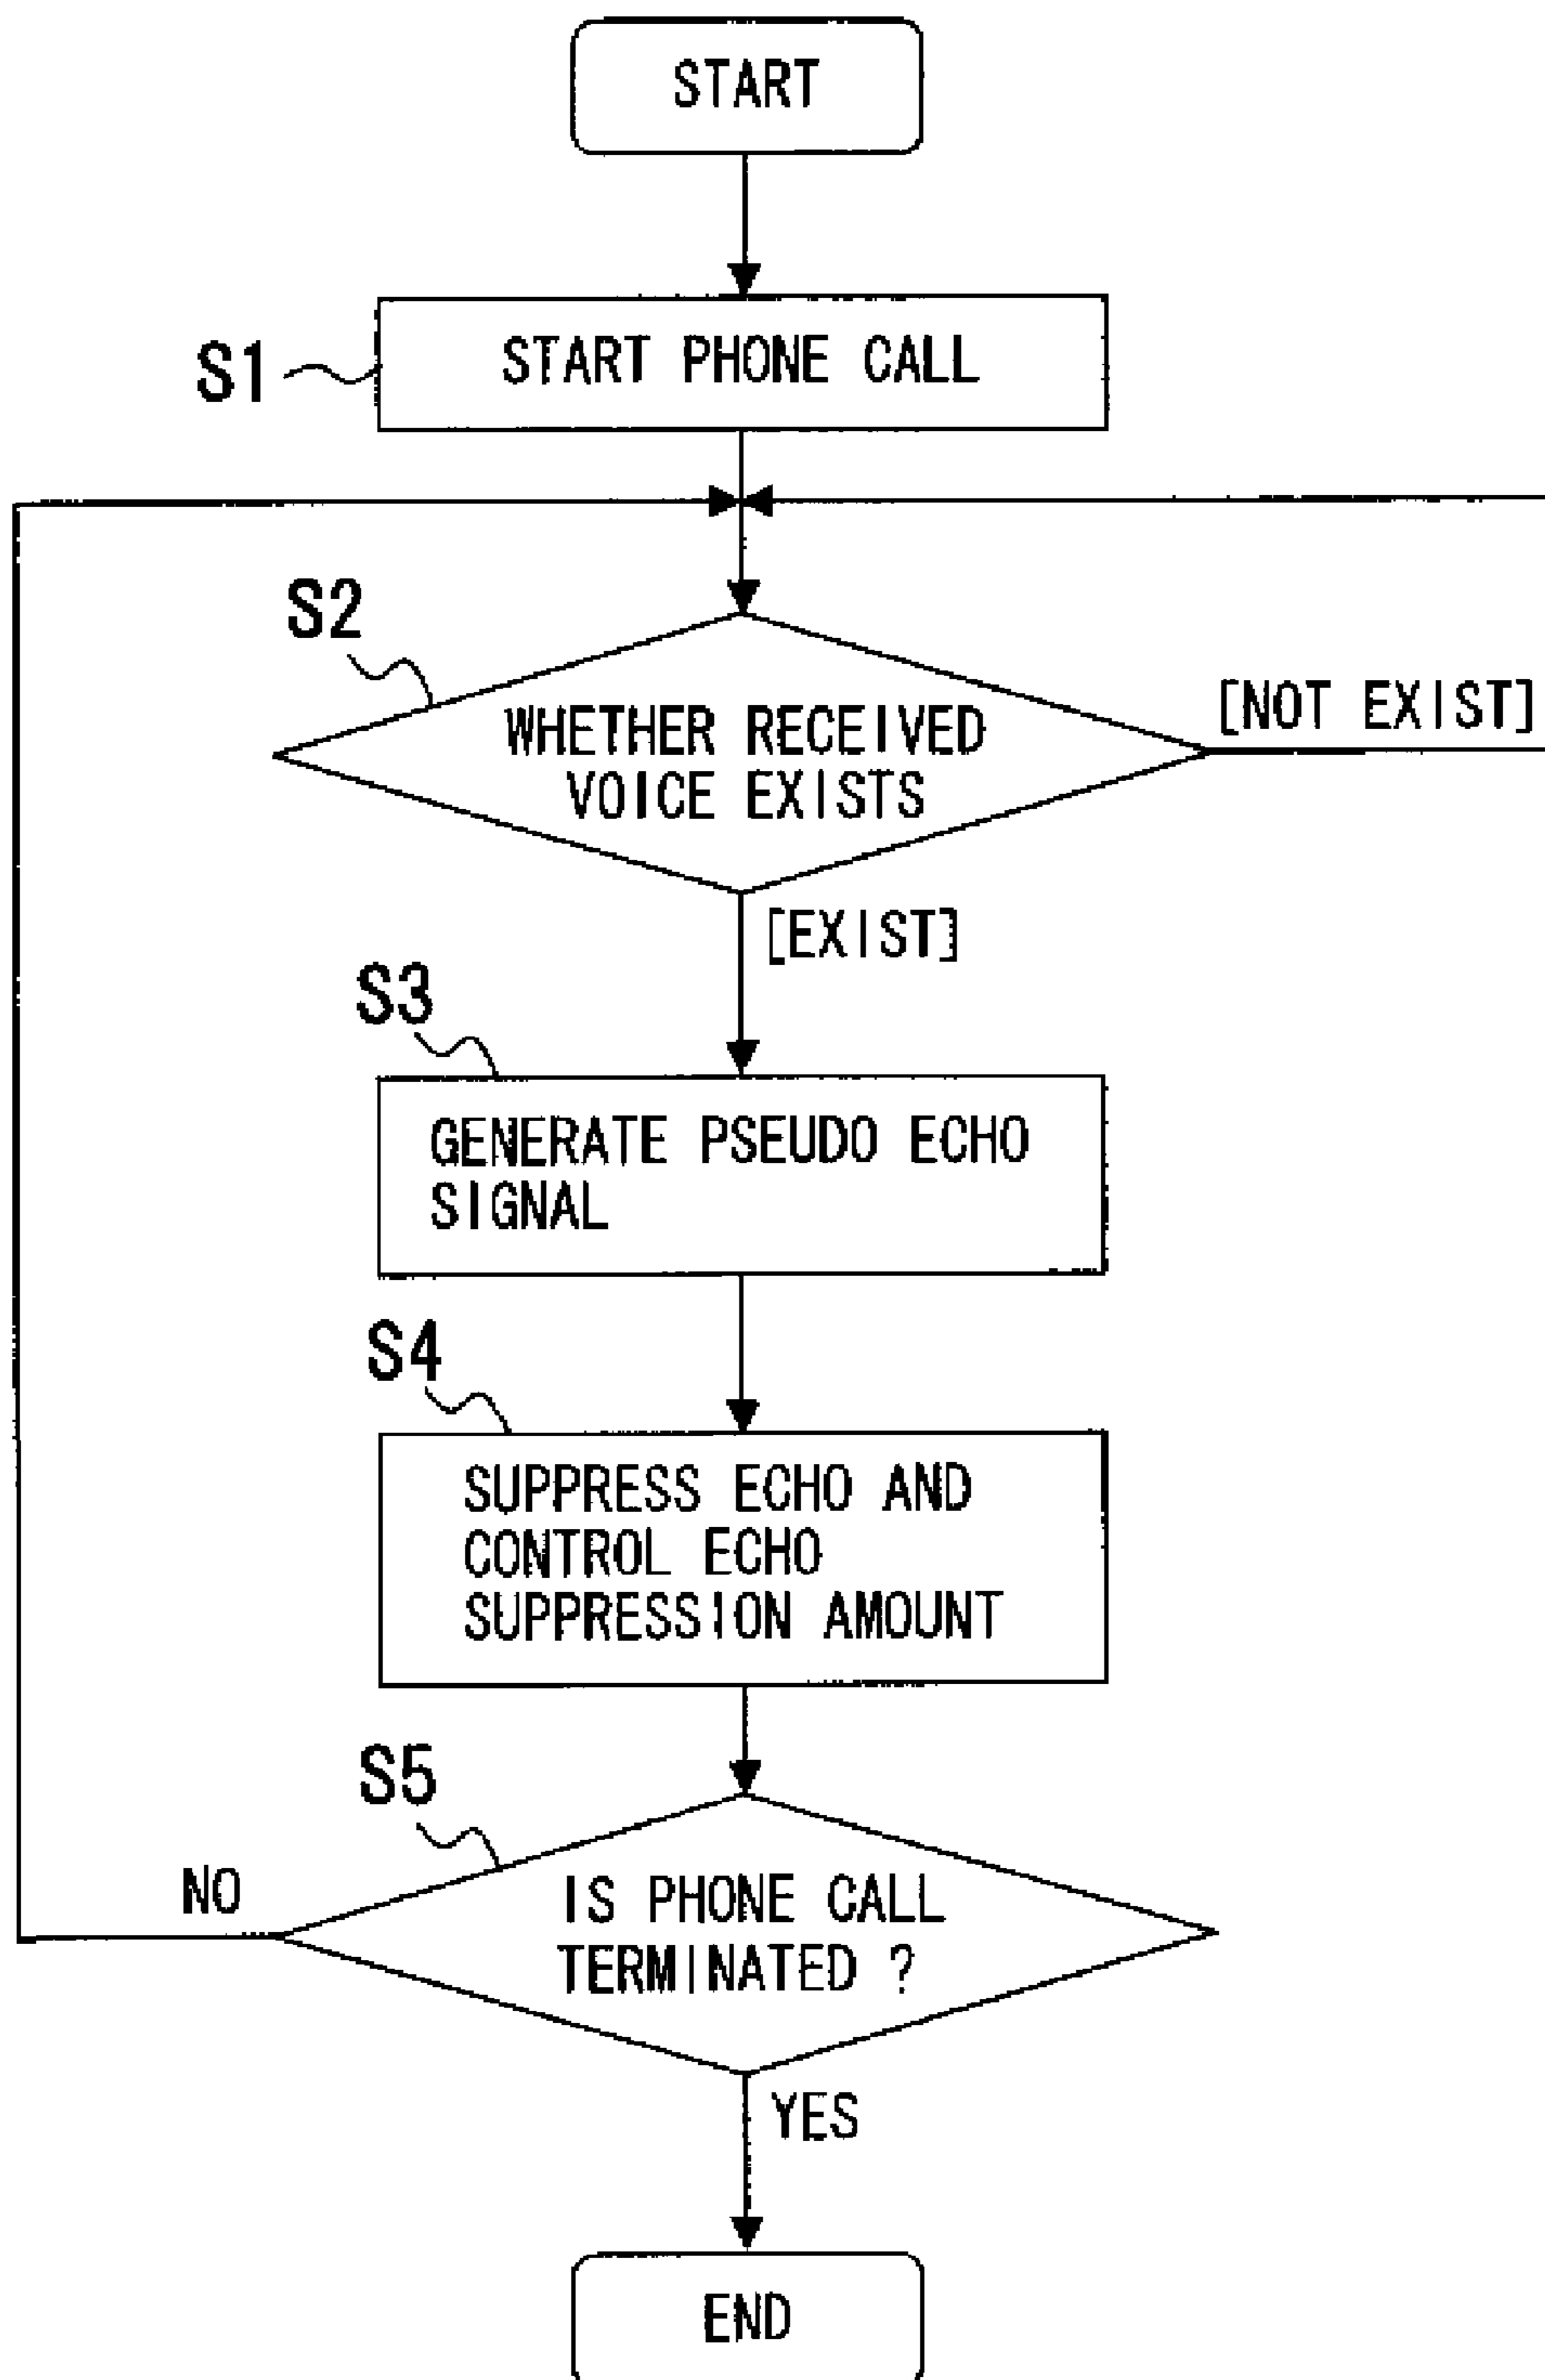 START
S1
START PHONE CALL
S2
WHETHER RECEIVED
VOICE EXISTS
[NOT EXIST]
[EXIST]
S3
GENERATE PSEUDO ECHO
SIGNAL
S4
SUPPRESS ECHO AND
CONTROL ECHO
SUPPRESSION AMOUNT
S5
NO
IS PHONE CALL
TERMINATED ?
YES
END